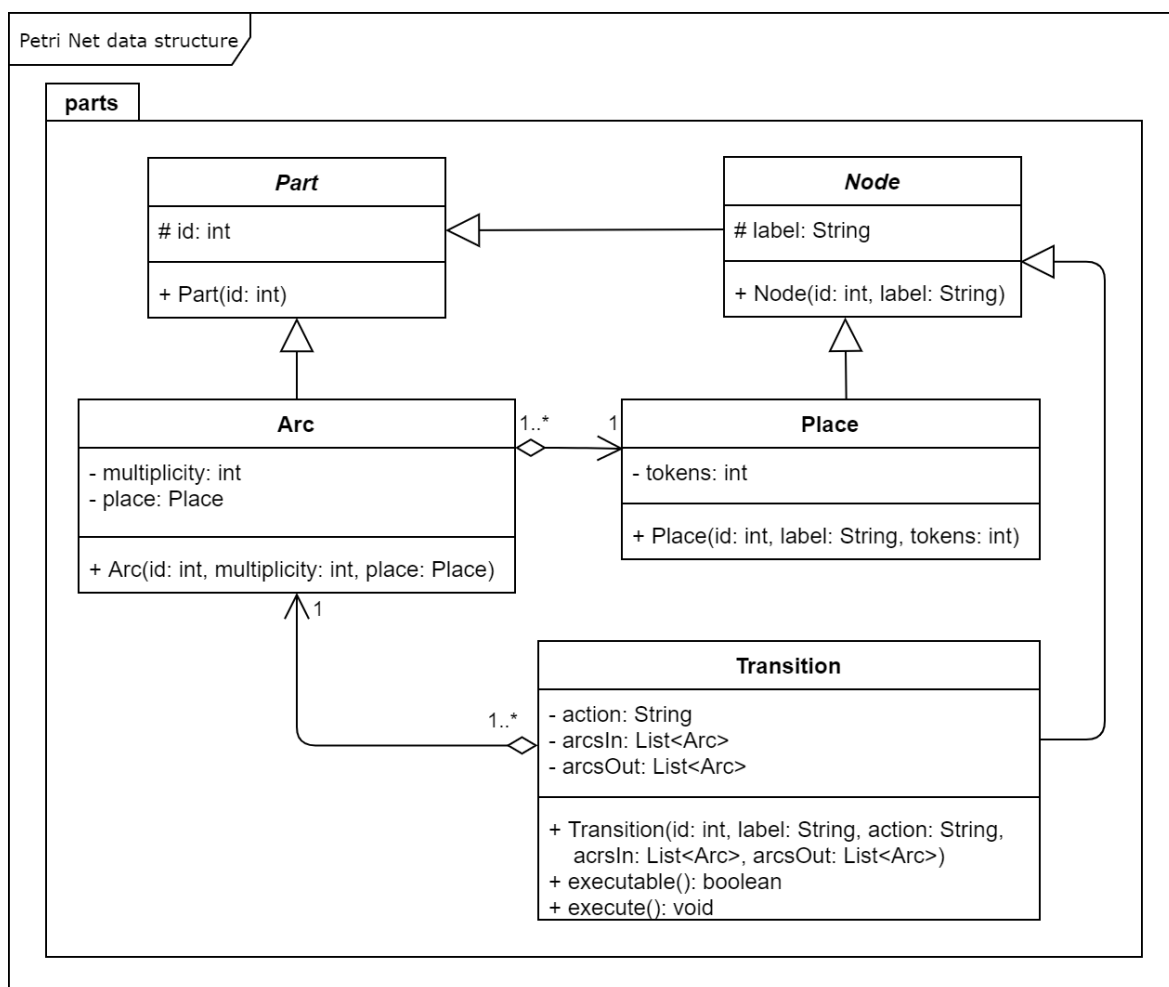 Petri Net data structure
parts
Part
# id: int
+ Part(id: int)
Node
# label: String
+ Node(id: int, label: String)
Arc
- multiplicity: int
- place: Place
+ Arc(id: int, multiplicity: int, place: Place)
1..*
1
Place
- tokens: int
+ Place(id: int, label: String, tokens: int)
1
1..*
Transition
- action: String
- arcsIn: List<Arc>
- arcsOut: List<Arc>
+ Transition(id: int, label: String, action: String,
acrsIn: List<Arc>, arcsOut: List<Arc>)
+ executable(): boolean
+ execute(): void